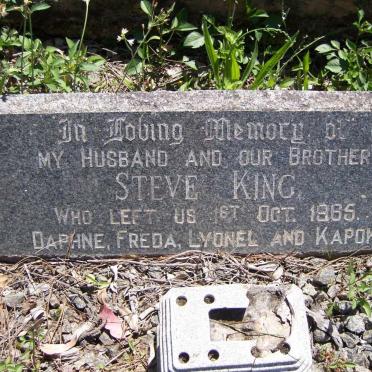 In Loving Memory of
MY HUSBAND AND OUR BROTHER
STEVE KING
WHO LEFT US 1ST OCT. 1965.
DAPHNE, FREDA, LYONEL AND KAPOK